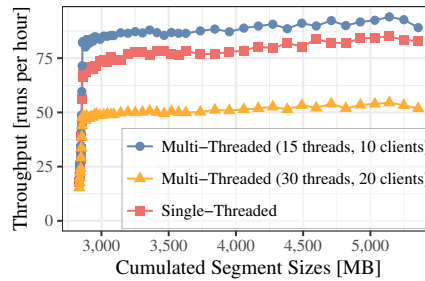 Throughput [runs per hour]
75
50
25
0
Multi−Threaded (15 threads, 10 clients)
Multi−Threaded (30 threads, 20 clients)
Single−Threaded
3,000 3,500 4,000 4,500 5,000
Cumulated Segment Sizes [MB]